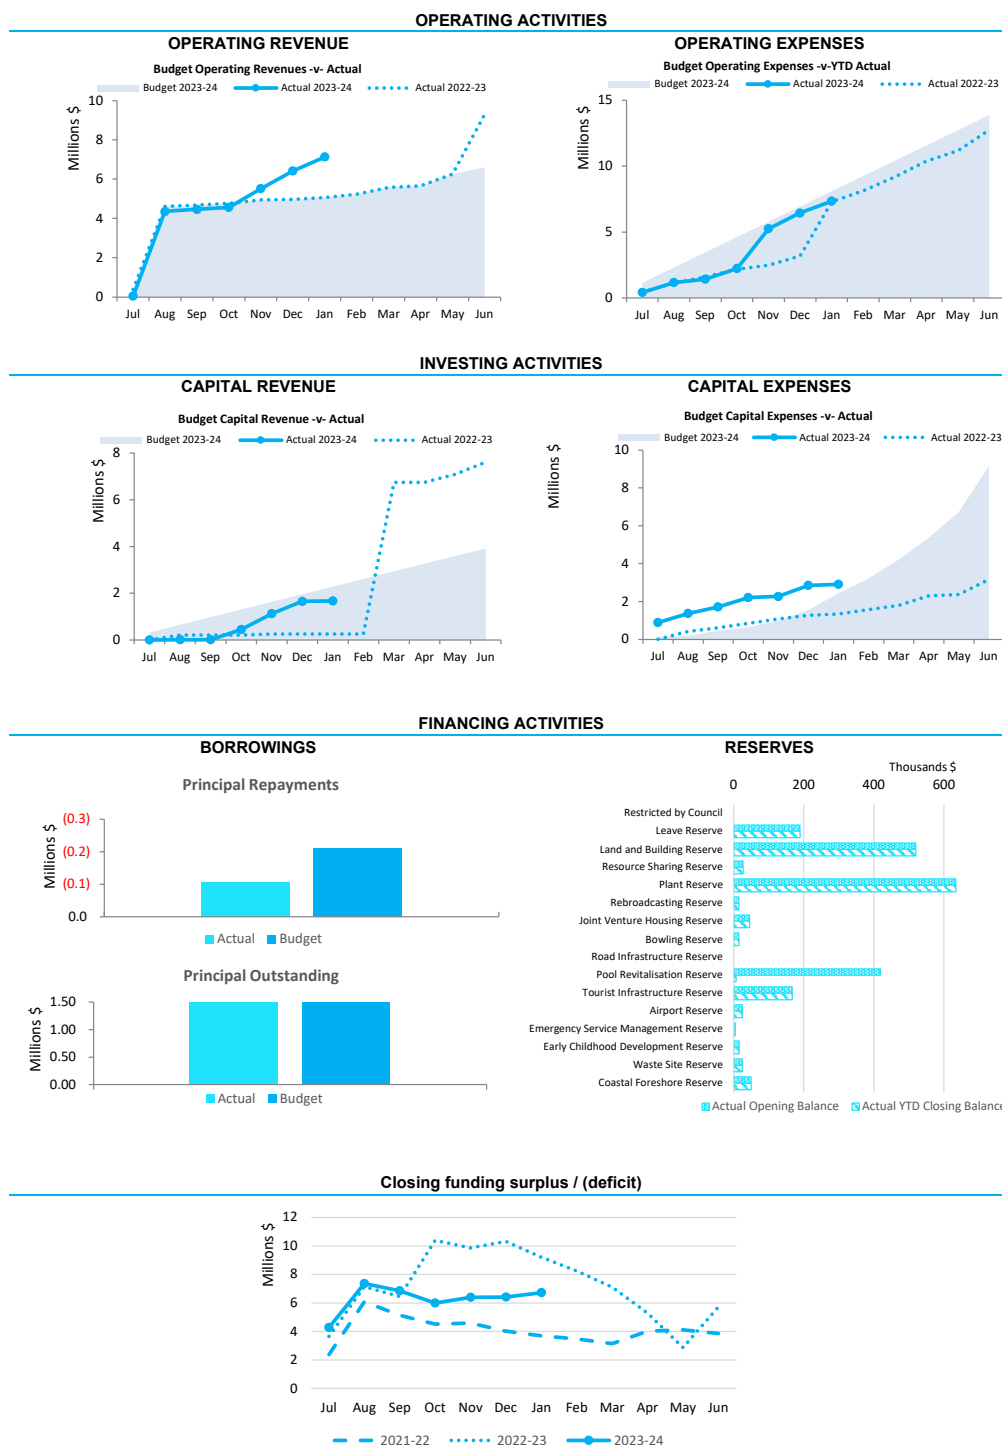 OPERATING ACTIVITIES
OPERATING REVENUE
Budget Operating Revenues -v- Actual
Budget 2023-24 Actual 2023-24 Actual 2022-23
Millions $
10
8
6
4
2
0
Jul Aug Sep Oct Nov Dec Jan Feb Mar Apr May Jun
OPERATING EXPENSES
Budget Operating Expenses -v-YTD Actual
Budget 2023-24 Actual 2023-24 Actual 2022-23
Millions $
15
10
5
0
Jul Aug Sep Oct Nov Dec Jan Feb Mar Apr May Jun
INVESTING ACTIVITIES
CAPITAL REVENUE
Budget Capital Revenue -v- Actual
Budget 2023-24 Actual 2023-24 Actual 2022-23
Millions $
8
6
4
2
0
Jul Aug Sep Oct Nov Dec Jan Feb Mar Apr May Jun
CAPITAL EXPENSES
Budget Capital Expenses -v- Actual
Budget 2023-24 Actual 2023-24 Actual 2022-23
Millions $
10
8
6
4
2
0
Jul Aug Sep Oct Nov Dec Jan Feb Mar Apr May Jun
FINANCING ACTIVITIES
BORROWINGS
Principal Repayments
Millions $
(0.3)
(0.2)
(0.1)
0.0
Actual Budget
Principal Outstanding
Millions $
1.50
1.00
0.50
0.00
Actual Budget
RESERVES
Thousands $
0 200 400 600
Restricted by Council
Leave Reserve
Land and Building Reserve
Resource Sharing Reserve
Plant Reserve
Rebroadcasting Reserve
Joint Venture Housing Reserve
Bowling Reserve
Road Infrastructure Reserve
Pool Revitalisation Reserve
Tourist Infrastructure Reserve
Airport Reserve
Emergency Service Management Reserve
Early Childhood Development Reserve
Waste Site Reserve
Coastal Foreshore Reserve
Actual Opening Balance Actual YTD Closing Balance
Closing funding surplus / (deficit)
Millions $
12
10
8
6
4
2
0
Jul Aug Sep Oct Nov Dec Jan Feb Mar Apr May Jun
2021-22 2022-23 2023-24